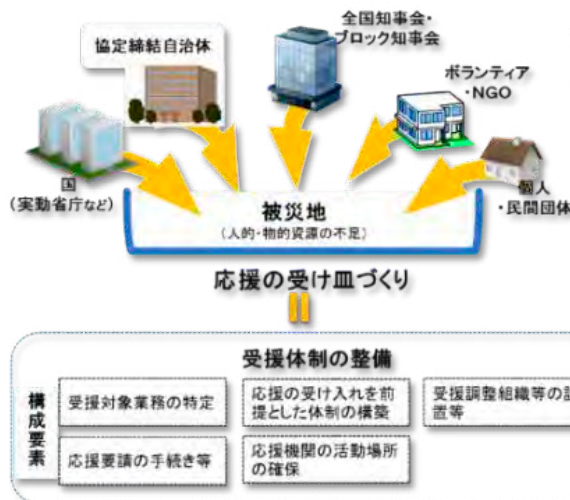 全国知事会・
ブロック知事会
協定締結自治体
ボランティア
・NGO
国
(実動省庁など)
個人
・民間団体
被災地
(人的・物的資源の不足)
応援の受け皿づくり
受援体制の整備
構成要素
受援対象業務の特定
応援の受け入れを前
提とした体制の構築
受援調整組織等の設
置等
応援要請の手続き等
応援機関の活動場所
の確保